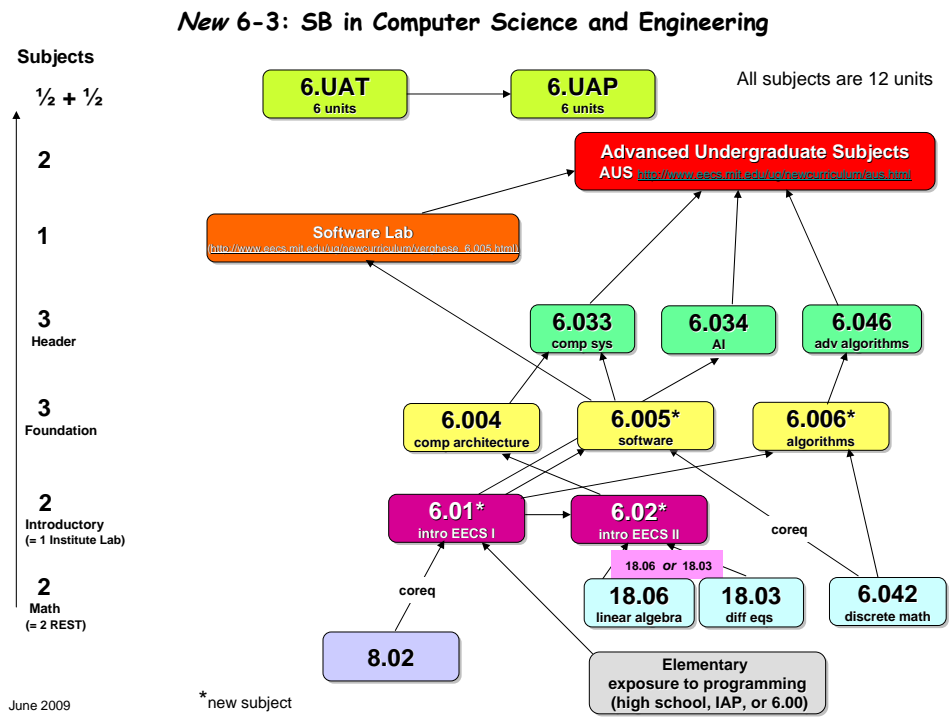 New 6-3: SB in Computer Science and Engineering
Subjects
½ + ½
6.UAT
6 units
6.UAP
6 units
All subjects are 12 units
2
Advanced Undergraduate Subjects
AUS http://www.eecs.mit.edu/ug/newcurriculum/aus.html
1
Software Lab
(http://www.eecs.mit.edu/ug/newcurriculum/verghese_6.005.html)
3
Header
6.033
comp sys
6.034
AI
6.046
adv algorithms
3
Foundation
6.004
comp architecture
6.005*
software
6.006*
algorithms
2
Introductory
(= 1 Institute Lab)
6.01*
intro EECS I
6.02*
intro EECS II
coreq
18.06 or 18.03
2
Math
(= 2 REST)
coreq
18.06
linear algebra
18.03
diff eqs
6.042
discrete math
8.02
Elementary
exposure to programming
(high school, IAP, or 6.00)
June 2009
*new subject